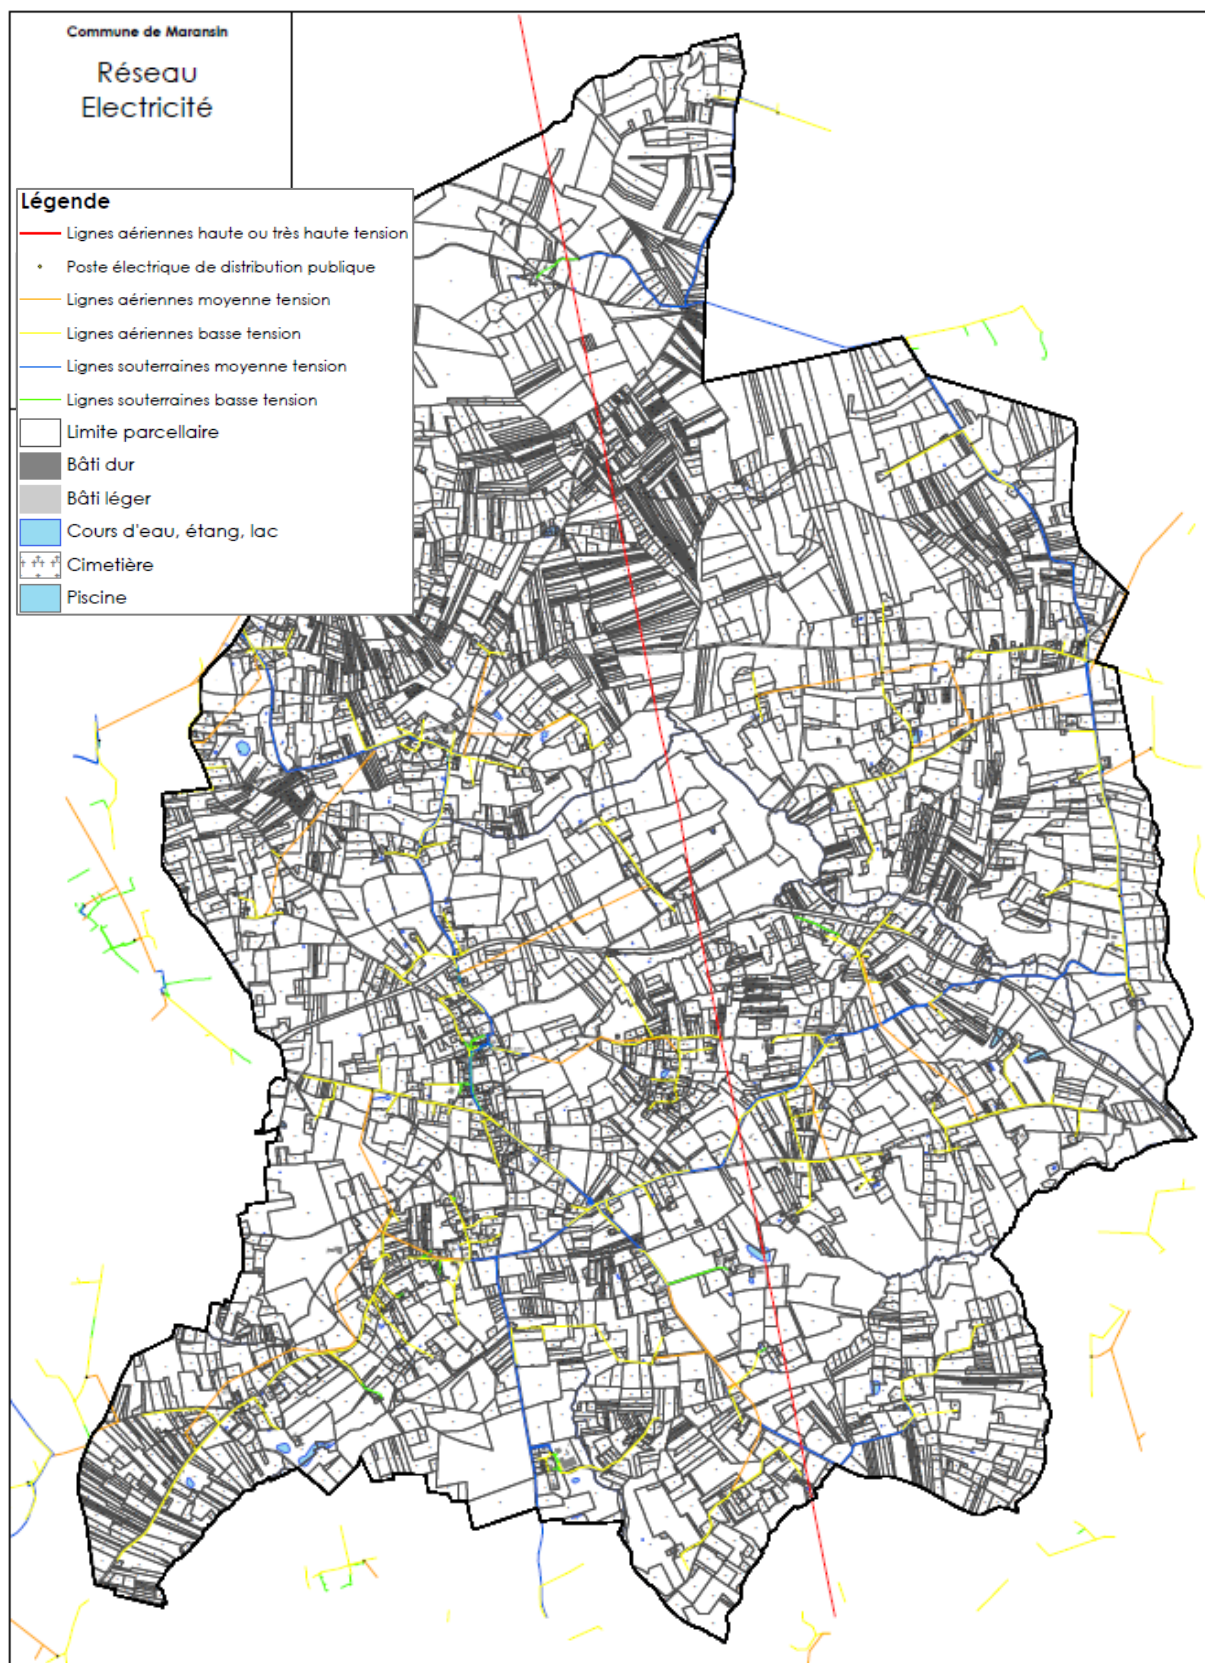 Commune de Maransin
Réseau
Electricité
Légende
Lignes aériennes haute ou très haute tension
Poste électrique de distribution publique
Lignes aériennes moyenne tension
Lignes aériennes basse tension
Lignes souterraines moyenne tension
Lignes souterraines basse tension
Limite parcellaire
Bâti dur
Bâti léger
Cours d'eau, étang, lac
Cimetière
Piscine